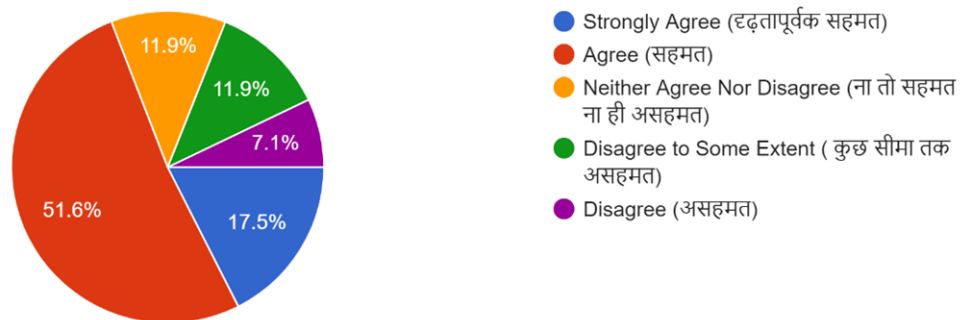 11.9%
11.9%
7.1%
51.6%
17.5%
Strongly Agree (दृढ़तापूर्वक सहमत)
Agree (सहमत)
Neither Agree Nor Disagree (ना तो सहमत
ना ही असहमत)
Disagree to Some Extent ( कुछ सीमा तक
असहमत)
Disagree (असहमत)